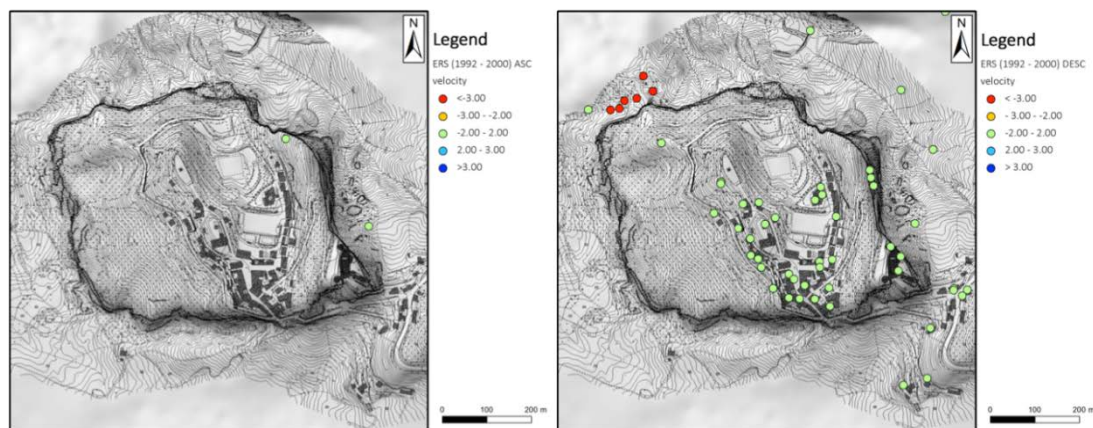 N
Legend
ERS (1992 - 2000) ASC
velocity
<-3.00
-3.00 - -2.00
-2.00 - 2.00
2.00 - 3.00
>3.00
0 100 200 m
N
Legend
ERS (1992 - 2000) DESC
velocity
<-3.00
- 3.00 - -2.00
-2.00 - 2.00
2.00 - 3.00
> 3.00
0 100 200 m